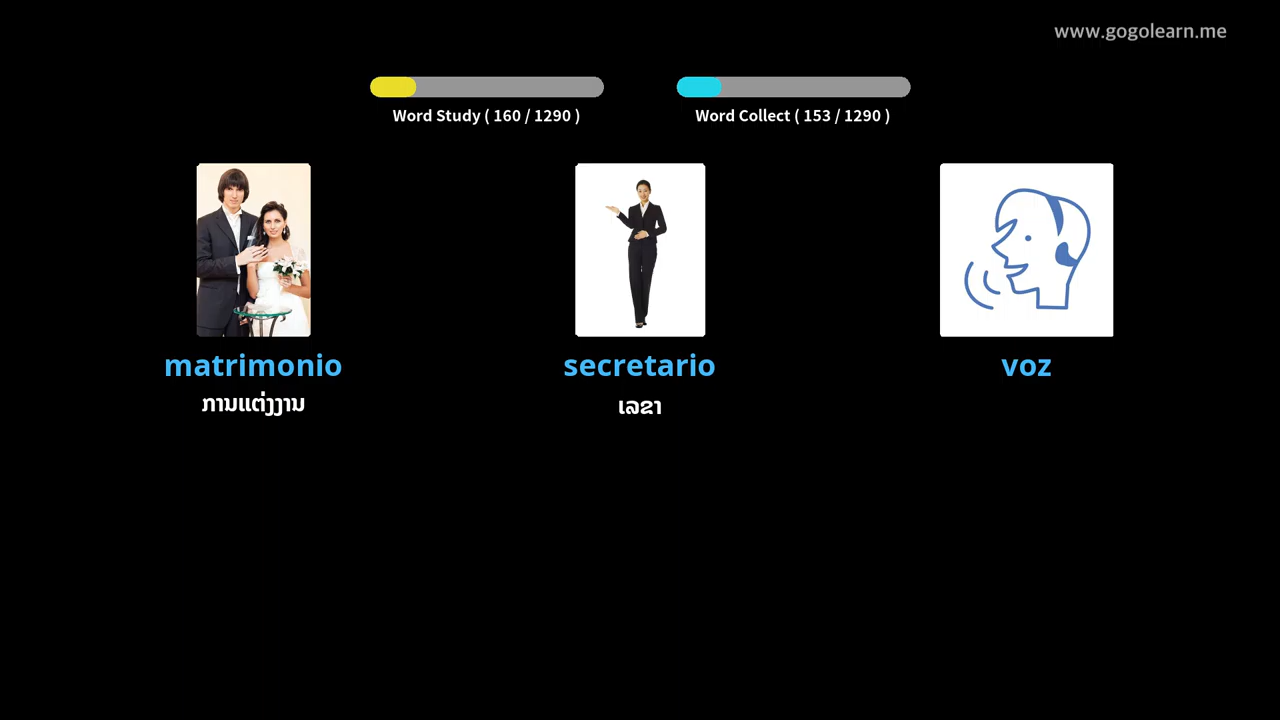 www.gogolearn.me
Word Study ( 160 / 1290 )
Word Collect ( 153 / 1290 )
matrimonio
ການແຕ່ງງານ
secretario
ເລຂາ
voz